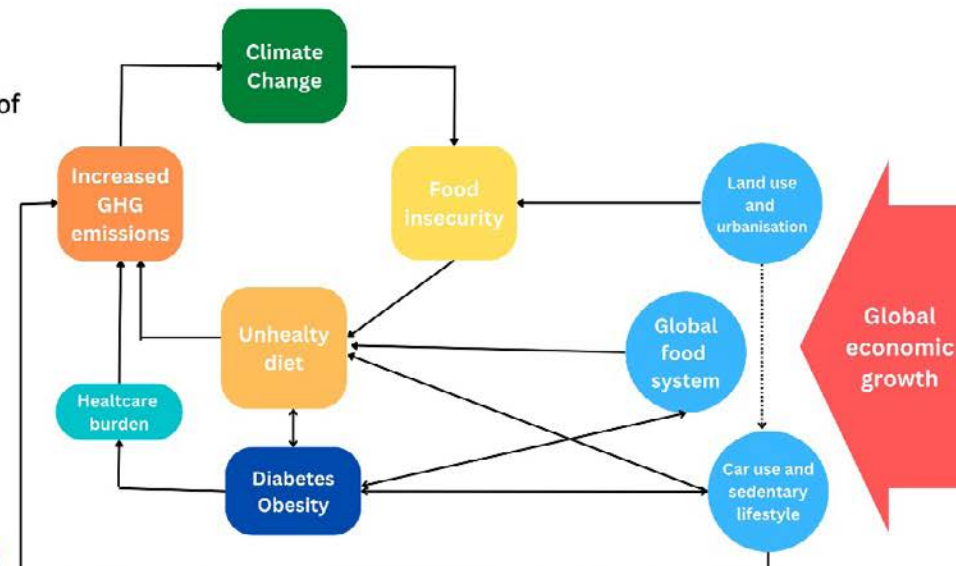 of
Climate
Change
Increased
GHG
emissions
Food
insecurity
Land use
and
urbanisation
Global
economic
growth
Unhealty
diet
Global
food
system
Healtcare
burden
Diabetes
Obesity
Car use and
sedentary
lifestyle